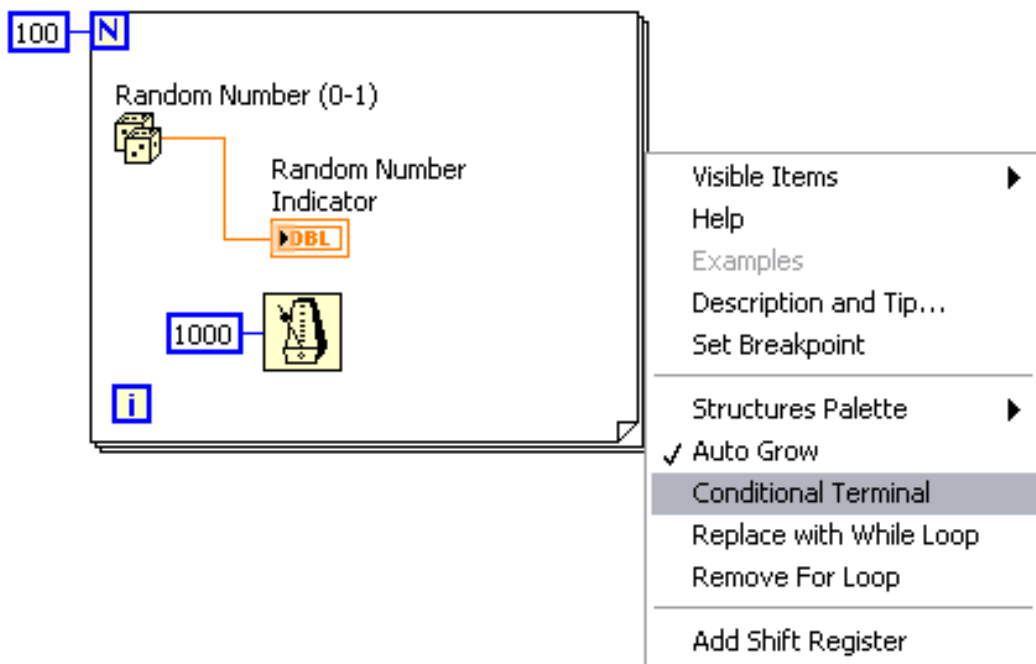 100
N
Random Number (0-1)
Random Number
Indicator
DBL
1000
i
Visible Items
Help
Examples
Description and Tip...
Set Breakpoint
Structures Palette
Auto Grow
Conditional Terminal
Replace with While Loop
Remove For Loop
Add Shift Register